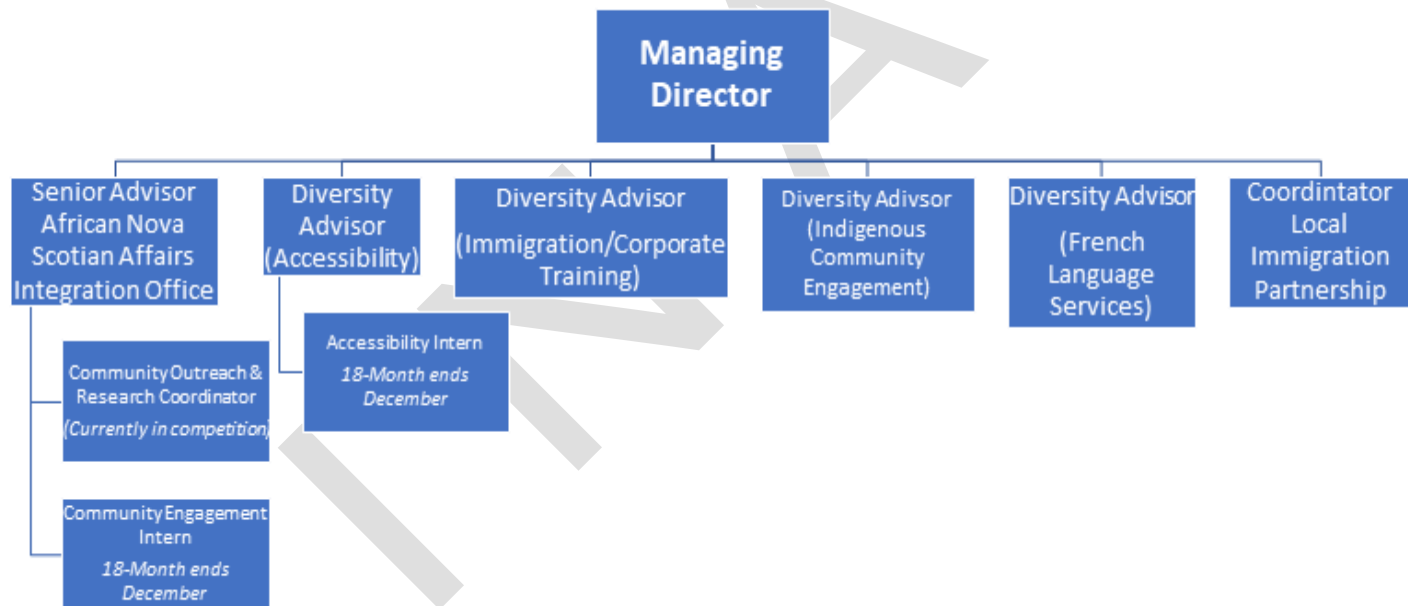 Managing
Director
Senior Advisor
African Nova
Scotian Affairs
Integration Office
Diversity
Advisor
(Accessibility)
Diversity Advisor
(Immigration/Corporate
Training)
Diversity Adivsor
(Indigenous
Community
Engagement)
Diversity Advisor
(French
Language
Services)
Coordintator
Local
Immigration
Partnership
Community Outreach &
Research Coordinator
(Currently in competition)
Accessibility Intern
18-Month ends
December
Community Engagement
Intern
18-Month ends
December